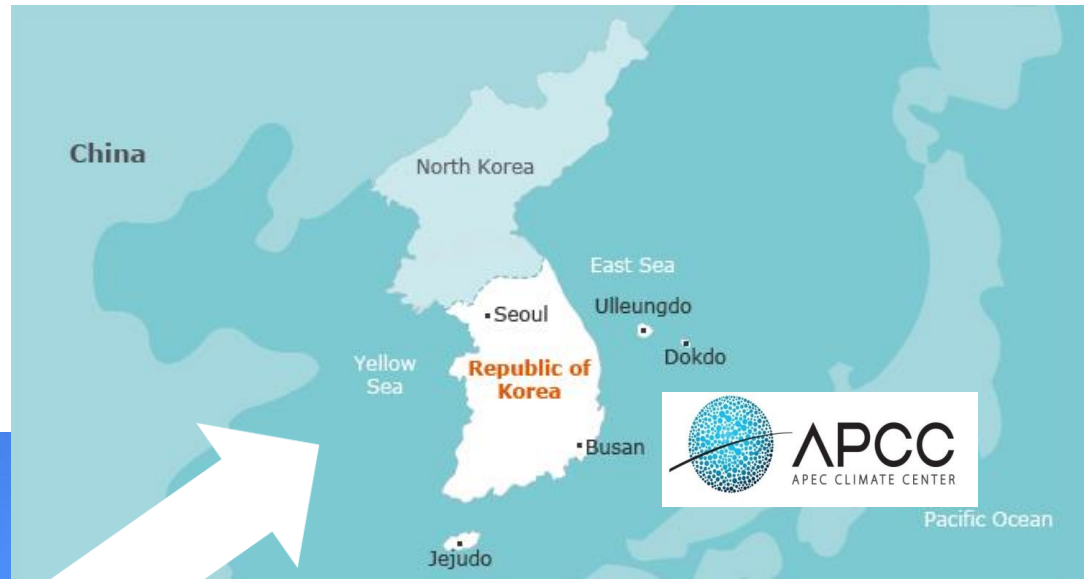 China
North Korea
East Sea
Ulleungdo
Seoul
Dokdo
Yellow
Sea
Republic of
Korea
Busan
APCC
APEC CLIMATE CENTER
Pacific Ocean
Jejudo